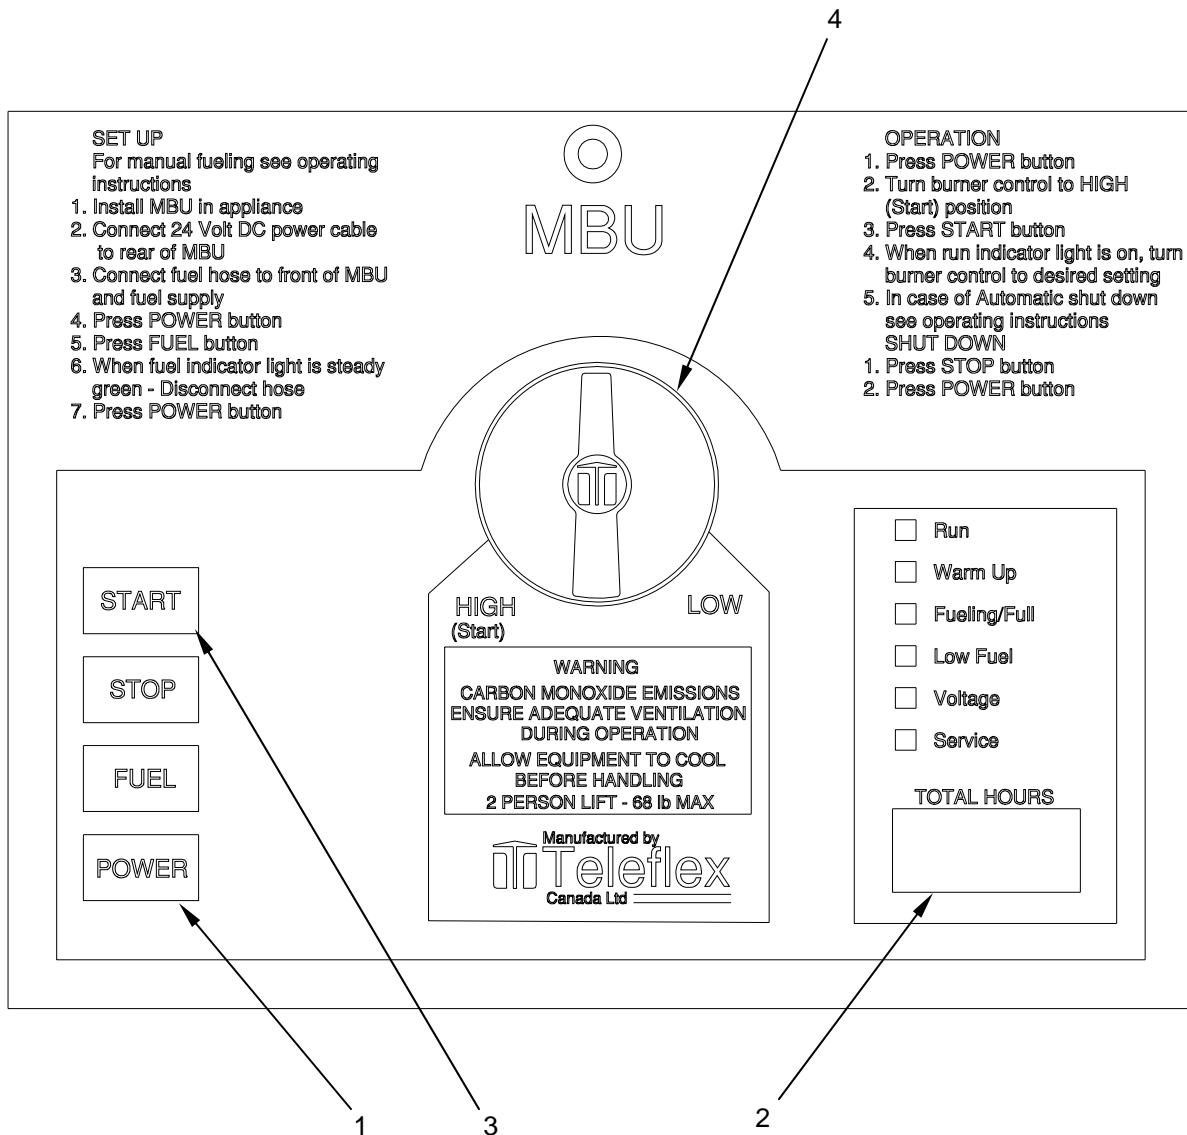 4
SET UP
For manual fueling see operating
instructions
1. Install MBU in appliance
2. Connect 24 Volt DC power cable
to rear of MBU
3. Connect fuel hose to front of MBU
and fuel supply
4. Press POWER button
5. Press FUEL button
6. When fuel indicator light is steady
green - Disconnect hose
7. Press POWER button
MBU
OPERATION
1. Press POWER button
2. Turn burner control to HIGH
(Start) position
3. Press START button
4. When run indicator light is on, turn
burner control to desired setting
5. In case of Automatic shut down
see operating instructions
SHUT DOWN
1. Press STOP button
2. Press POWER button
START
STOP
FUEL
POWER
HIGH
(Start)
LOW
WARNING
CARBON MONOXIDE EMISSIONS
ENSURE ADEQUATE VENTILATION
DURING OPERATION
ALLOW EQUIPMENT TO COOL
BEFORE HANDLING
2 PERSON LIFT - 68 lb MAX
Manufactured by
Teleflex
Canada Ltd
Run
Warm Up
Fueling/Full
Low Fuel
Voltage
Service
TOTAL HOURS
1
3
2